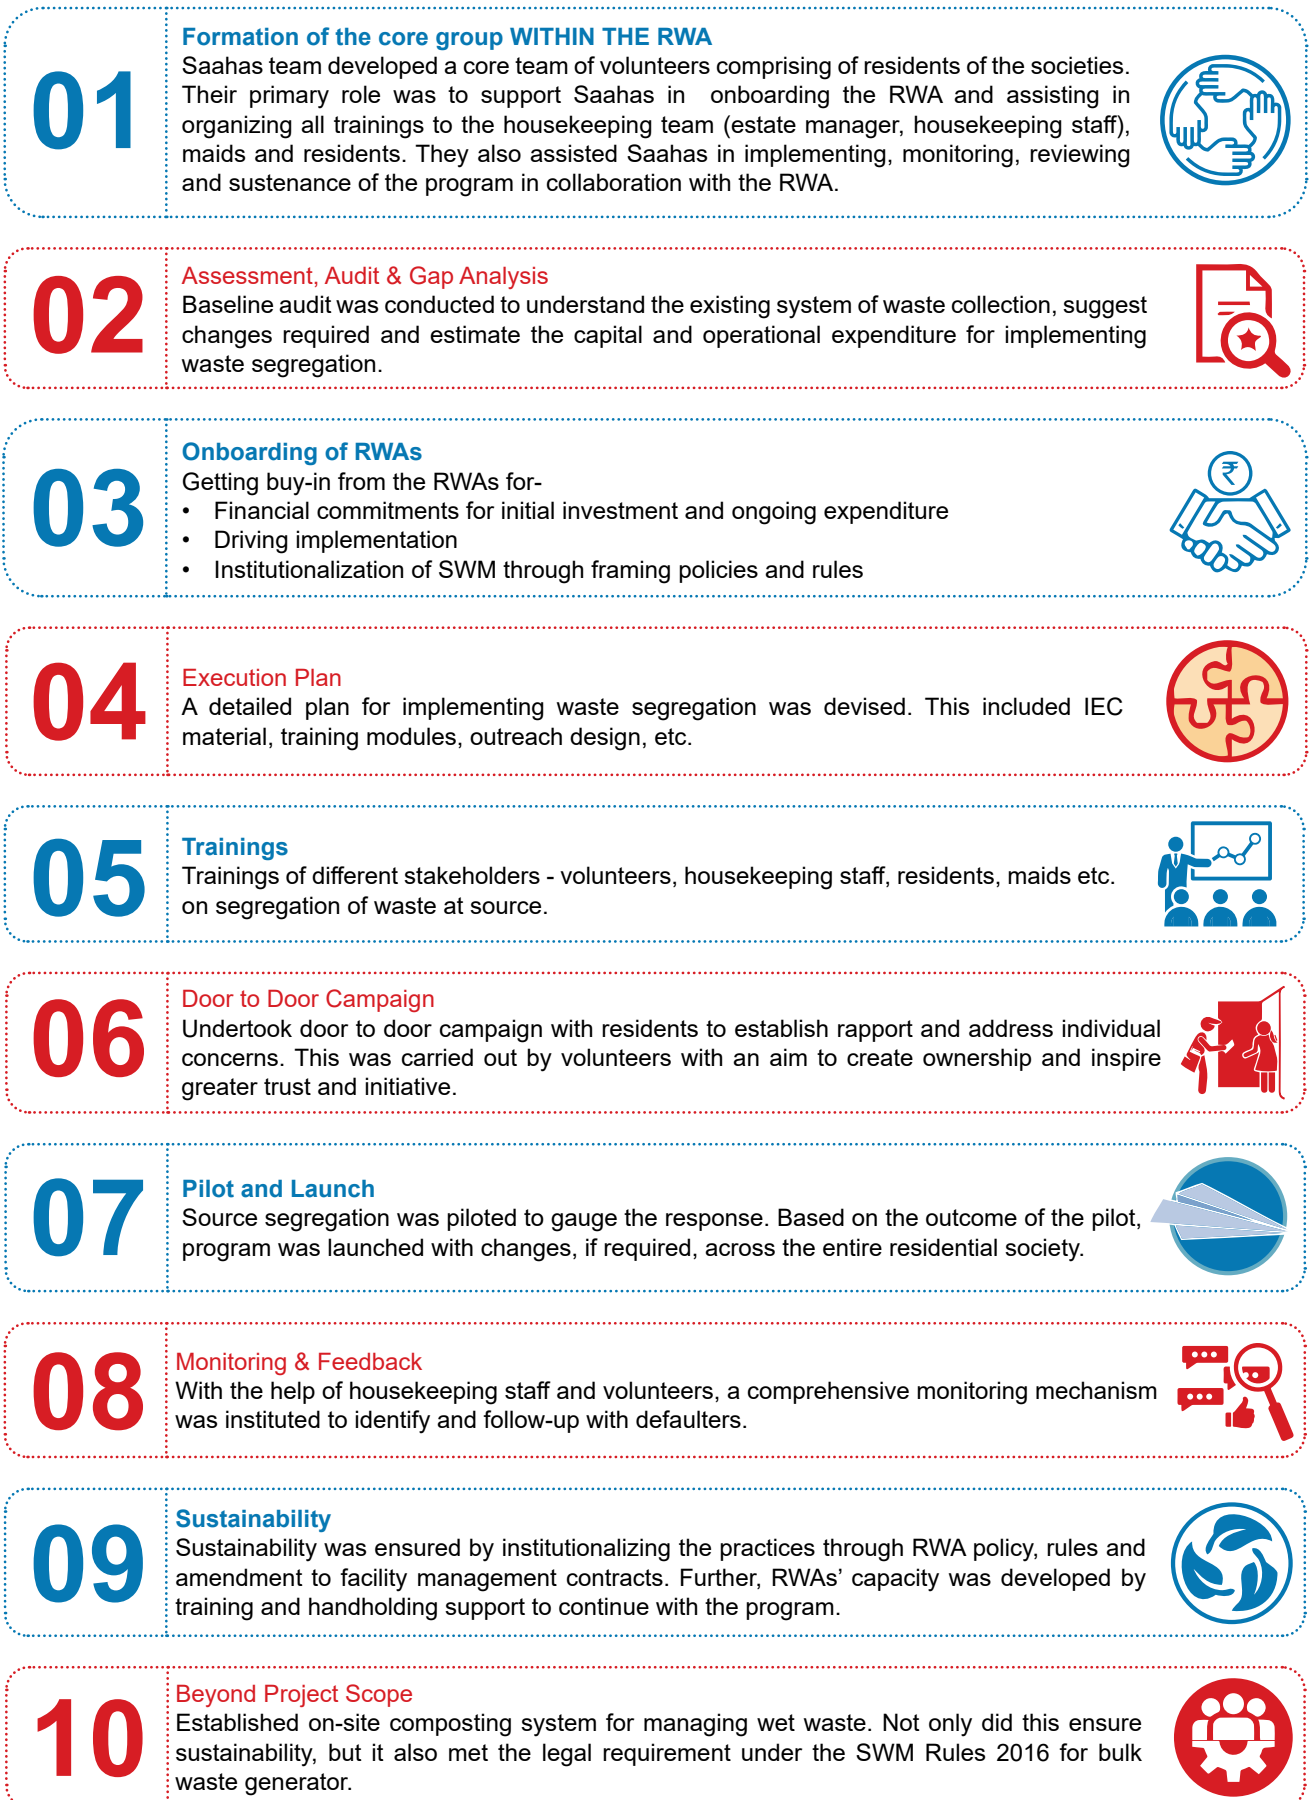 01
Formation of the core group WITHIN THE RWA
Saahas team developed a core team of volunteers comprising of residents of the societies.
Their primary role was to support Saahas in onboarding the RWA and assisting in
organizing all trainings to the housekeeping team (estate manager, housekeeping staff),
maids and residents. They also assisted Saahas in implementing, monitoring, reviewing
and sustenance of the program in collaboration with the RWA.
02
Assessment, Audit & Gap Analysis
Baseline audit was conducted to understand the existing system of waste collection, suggest
changes required and estimate the capital and operational expenditure for implementing
waste segregation.
03
Onboarding of RWAs
Getting buy-in from the RWAs for-
• Financial commitments for initial investment and ongoing expenditure
• Driving implementation
• Institutionalization of SWM through framing policies and rules
₹
04
Execution Plan
A detailed plan for implementing waste segregation was devised. This included IEC
material, training modules, outreach design, etc.
05
Trainings
Trainings of different stakeholders - volunteers, housekeeping staff, residents, maids etc.
on segregation of waste at source.
06
Door to Door Campaign
Undertook door to door campaign with residents to establish rapport and address individual
concerns. This was carried out by volunteers with an aim to create ownership and inspire
greater trust and initiative.
07
Pilot and Launch
Source segregation was piloted to gauge the response. Based on the outcome of the pilot,
program was launched with changes, if required, across the entire residential society.
08
Monitoring & Feedback
With the help of housekeeping staff and volunteers, a comprehensive monitoring mechanism
was instituted to identify and follow-up with defaulters.
09
Sustainability
Sustainability was ensured by institutionalizing the practices through RWA policy, rules and
amendment to facility management contracts. Further, RWAs’ capacity was developed by
training and handholding support to continue with the program.
10
Beyond Project Scope
Established on-site composting system for managing wet waste. Not only did this ensure
sustainability, but it also met the legal requirement under the SWM Rules 2016 for bulk
waste generator.